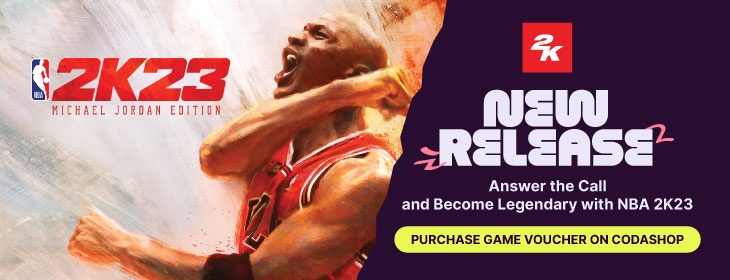 NBA
2K23
MICHAEL JORDAN EDITION
2K
NEW
RELEASE
Answer the Call
and Become Legendary with NBA 2K23
PURCHASE GAME VOUCHER ON CODASHOP